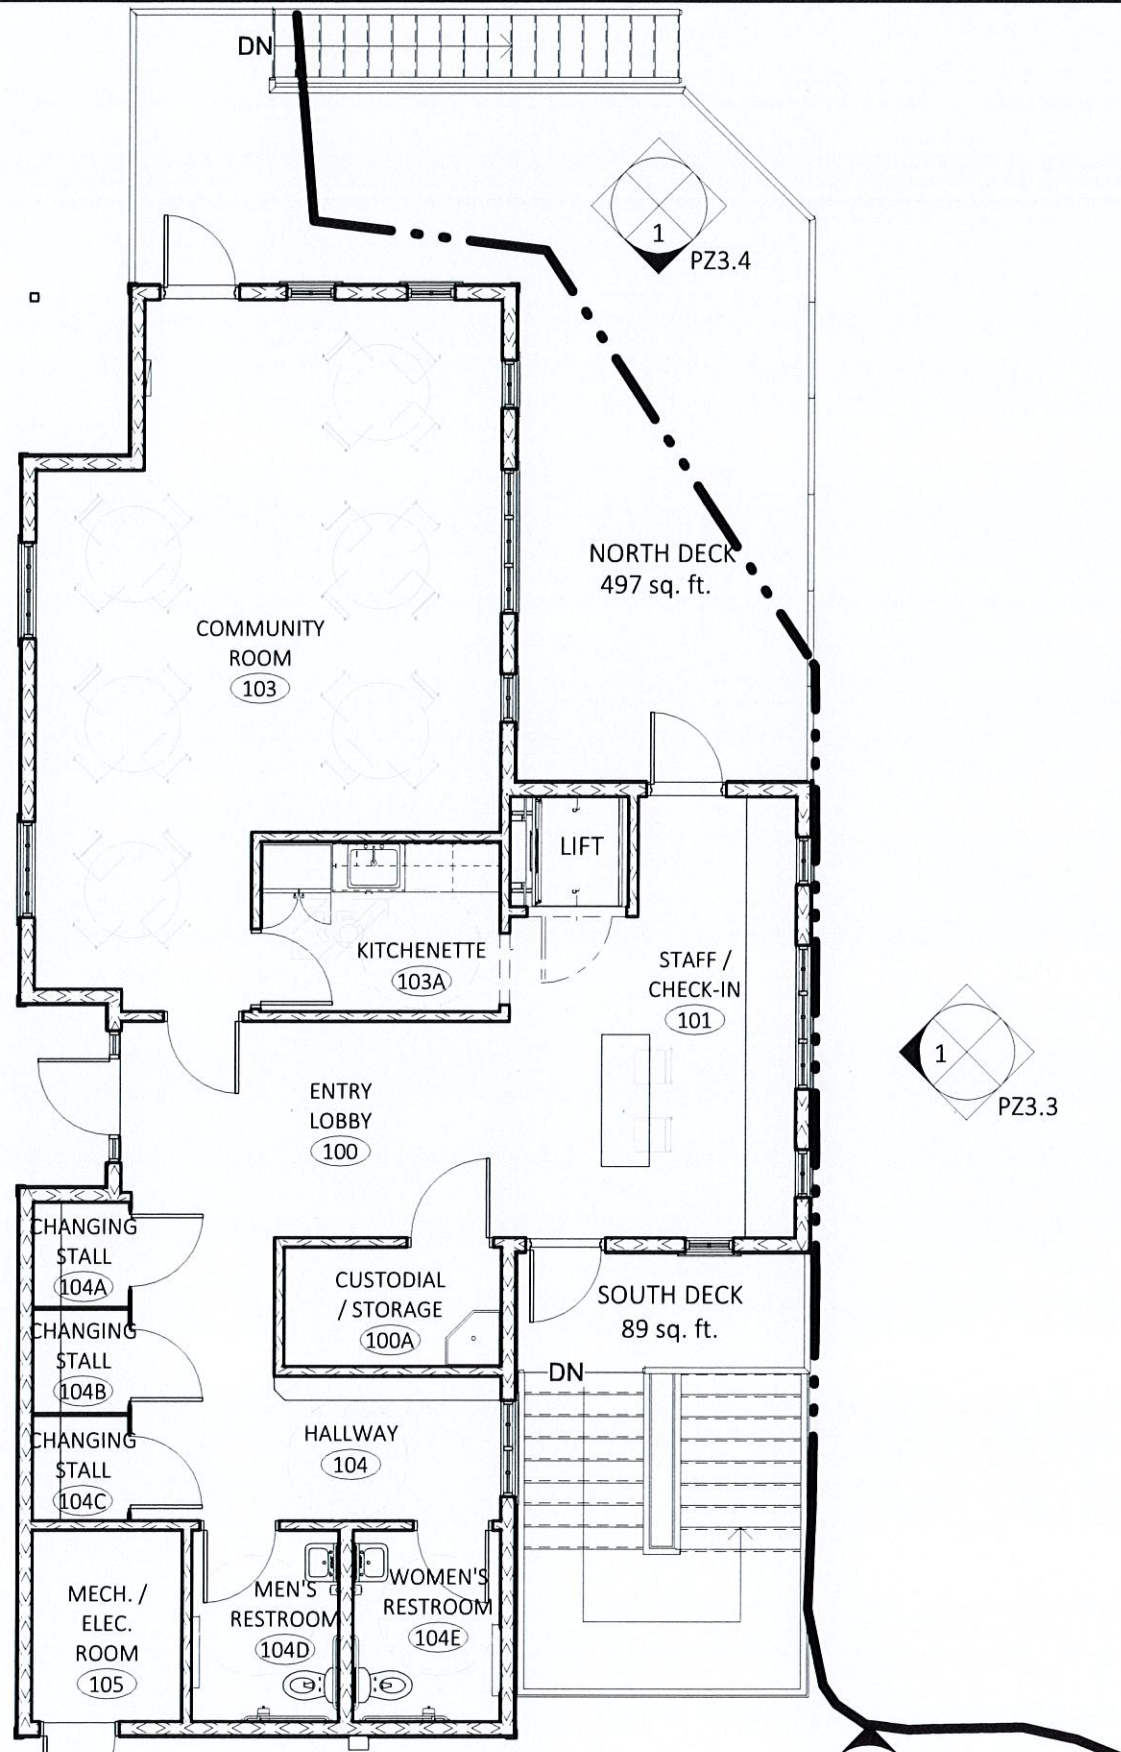 DN
1
PZ3.4
NORTH DECK
497 sq. ft.
COMMUNITY
ROOM
103
LIFT
KITCHENETTE
103A
STAFF /
CHECK-IN
101
1
PZ3.3
ENTRY
LOBBY
100
CHANGING
STALL
104A
CUSTODIAL
/ STORAGE
100A
SOUTH DECK
89 sq. ft.
CHANGING
STALL
104B
DN
CHANGING
STALL
104C
HALLWAY
104
MECH. /
ELEC.
ROOM
105
MEN'S
RESTROOM
104D
WOMEN'S
RESTROOM
104E